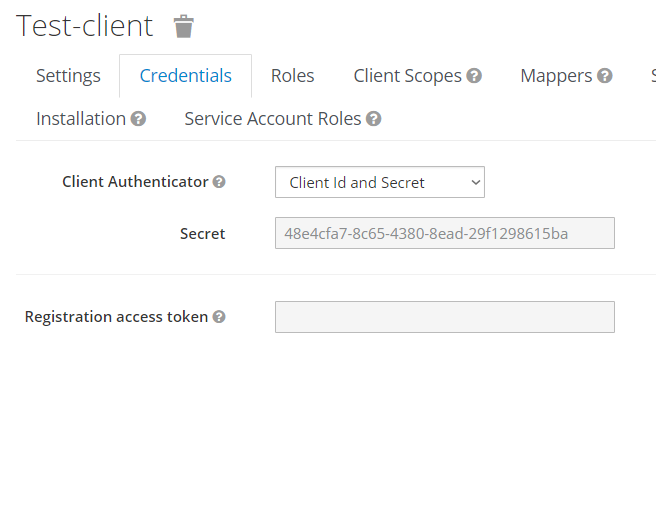 Test-client
Settings Credentials Roles Client Scopes Mappers S
Installation Service Account Roles
Client Authenticator Client Id and Secret
Secret 48e4cfa7-8c65-4380-8ead-29f1298615ba
Registration access token